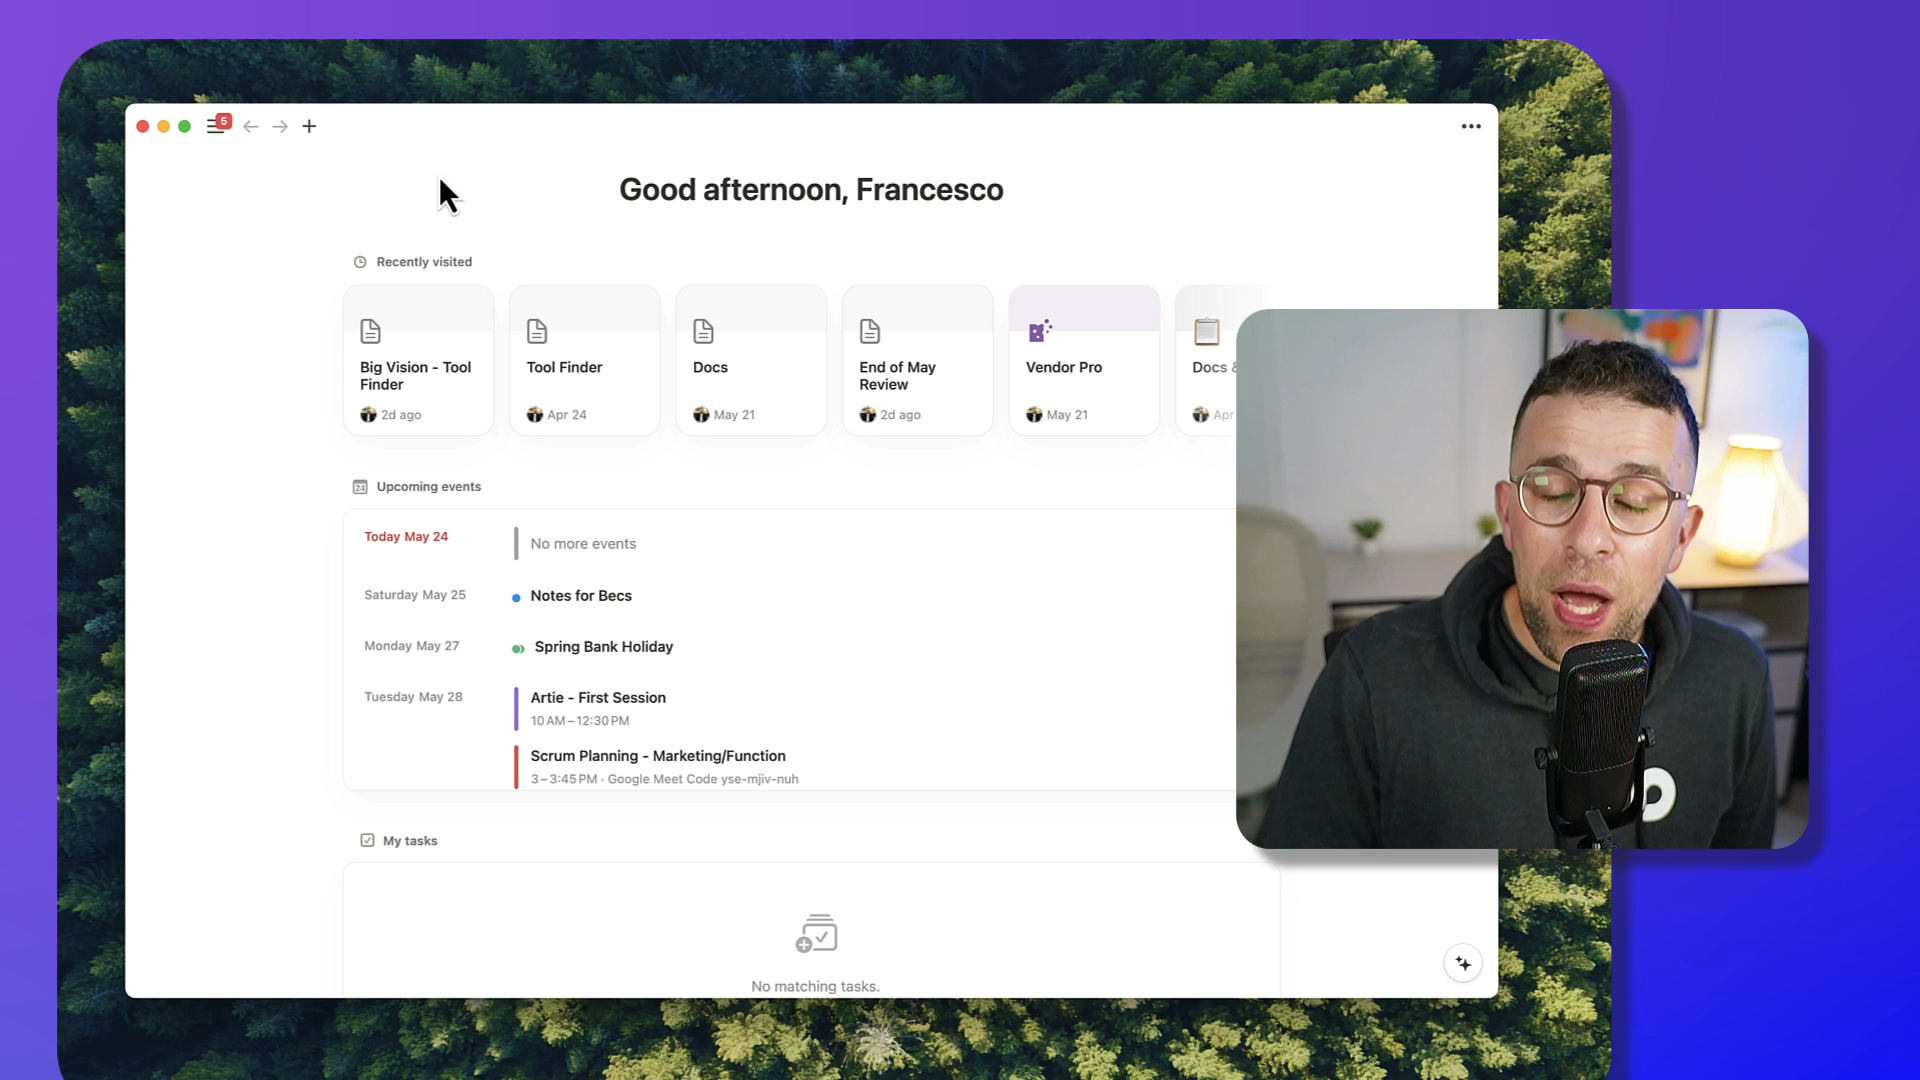 5
Good afternoon, Francesco
Recently visited
Big Vision - Tool
Finder
2d ago
Tool Finder
Apr 24
Docs
May 21
End of May
Review
2d ago
Vendor Pro
May 21
Docs &
Apr
24
Upcoming events
Today May 24
No more events
Saturday May 25
Notes for Becs
Monday May 27
Spring Bank Holiday
Tuesday May 28
Artie - First Session
10 AM – 12:30 PM
Scrum Planning - Marketing/Function
3 – 3:45 PM · Google Meet Code yse-mjiv-nuh
My tasks
No matching tasks.